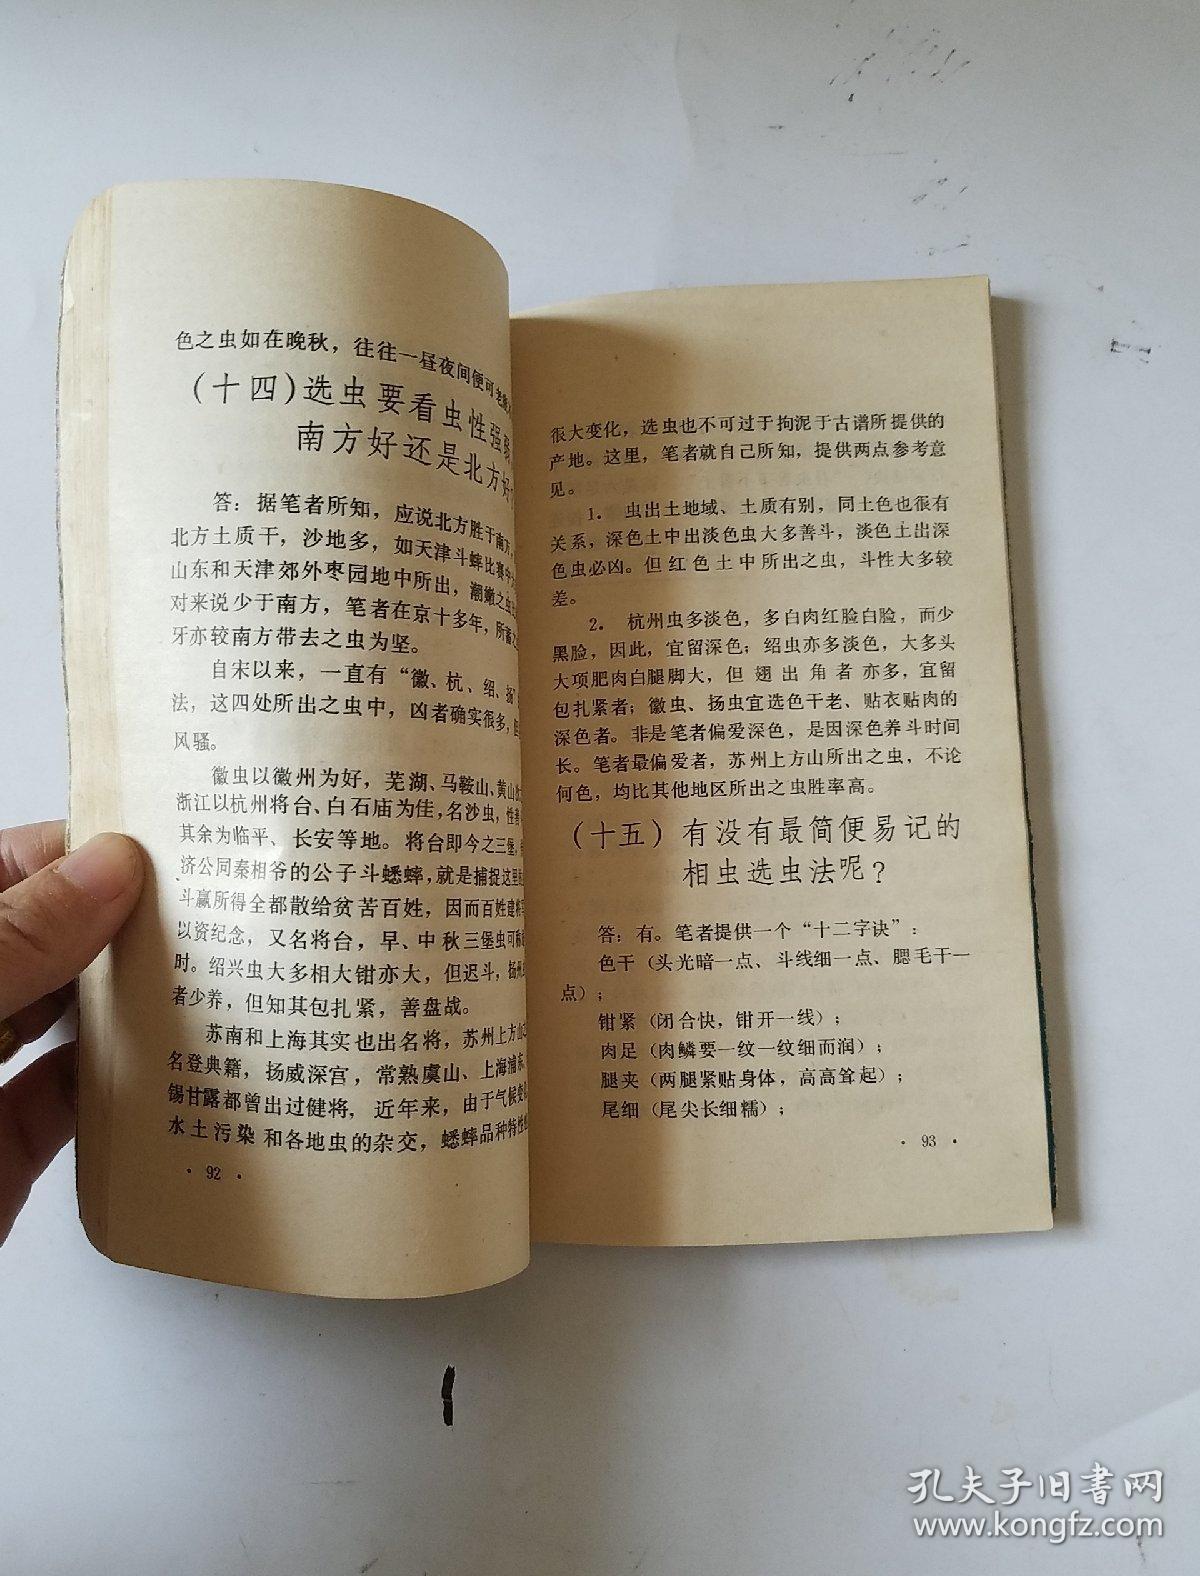 色之虫如在晚秋，往往一昼夜间便可老
(十四)选虫要看虫性强
南方好还是北方好
答：据笔者所知，应说北方胜于南方
北方土质干，沙地多，如天津斗蟀比赛中
山东和天津郊外枣园地中所出，潮嫩之虫
对来说少于南方，笔者在京十多年，所蓄之
牙亦较南方带去之虫为坚。
自宋以来，一直有“徽、杭、绍、扬”
法，这四处所出之虫中，凶者确实很多，
风骚。
徽虫以徽州为好，芜湖、马鞍山、黄山
浙江以杭州将台、白石庙为佳，名沙虫，性
其余为临平、长安等地。将台即今之三堡，
济公同秦相爷的公子斗蟋蟀，就是捕捉这里
斗赢所得全都散给贫苦百姓，因而百姓建将
以资纪念，又名将台，早、中秋三堡虫可称
时。绍兴虫大多相大钳亦大，但迟斗，扬州
者少养，但知其包扎紧，善盘战。
苏南和上海其实也出名将，苏州上方山
名登典籍，扬威深宫，常熟虞山、上海浦东、
锡甘露都曾出过健将，近年来，由于气候变
水土污染和各地虫的杂交，蟋蟀品种特性
· 92 ·
很大变化，选虫也不可过于拘泥于古谱所提供的
产地。这里，笔者就自己所知，提供两点参考意
见。
1． 虫出土地域、土质有别，同土色也很有
关系，深色土中出淡色虫大多善斗，淡色土出深
色虫必凶。但红色土中所出之虫，斗性大多较
差。
2． 杭州虫多淡色，多白肉红脸白脸，而少
黑脸，因此，宜留深色；绍虫亦多淡色，大多头
大项肥肉白腿脚大，但翅出角者亦多，宜留
包扎紧者；徽虫、扬虫宜选色干老、贴衣贴肉的
深色者。非是笔者偏爱深色，是因深色养斗时间
长。笔者最偏爱者，苏州上方山所出之虫，不论
何色，均比其他地区所出之虫胜率高。
(十五) 有没有最简便易记的
相虫选虫法呢？
答：有。笔者提供一个“十二字诀”：
色干（头光暗一点、斗线细一点、腮毛干一
点）；
钳紧（闭合快，钳开一线）；
肉足（肉鳞要一纹一纹细而润）；
腿夹（两腿紧贴身体，高高耸起）；
尾细（尾尖长细糯）；
· 93 ·
孔夫子旧书网
www.kongfz.com